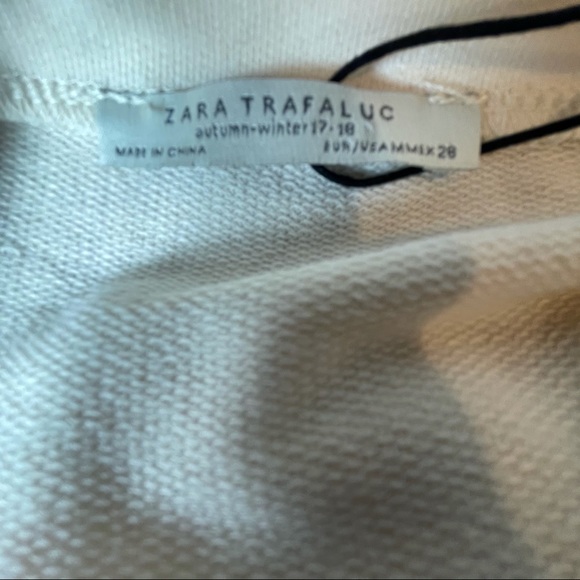 ZARA TRAFALUC
autumn-winter 17-18
MADE IN CHINA EUR/USA M MEX 28